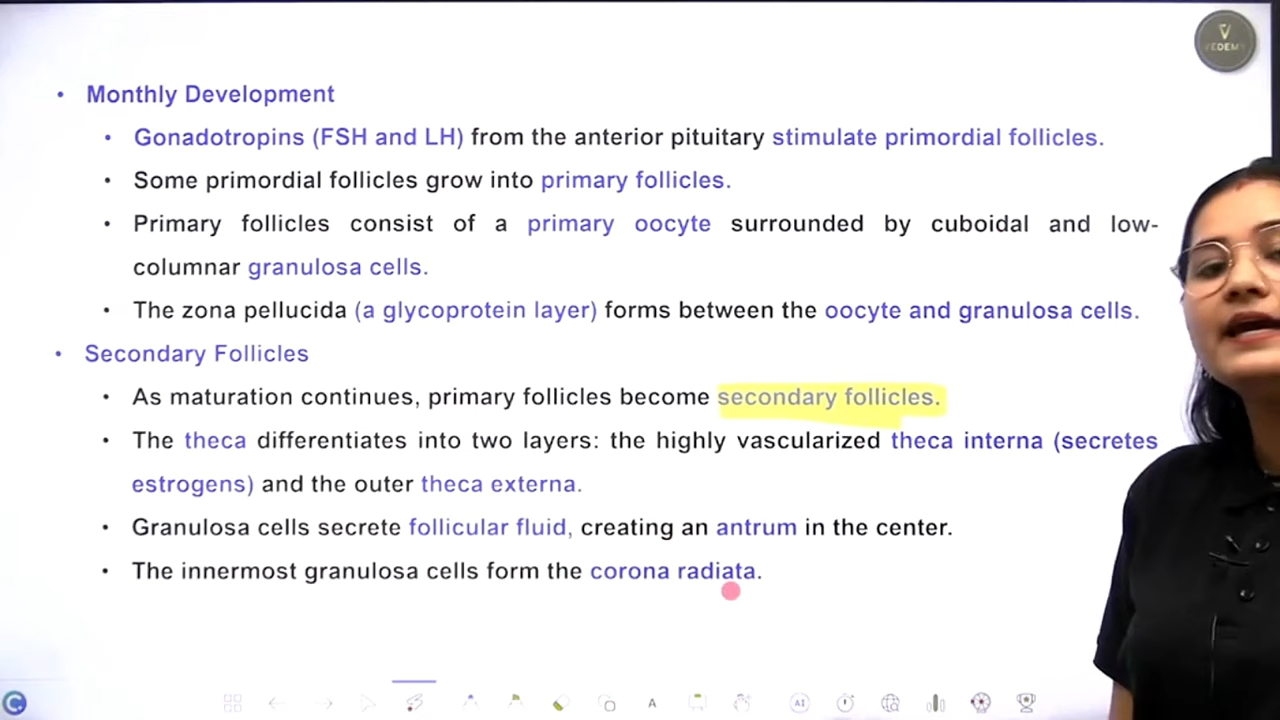 V
VEDEMY
• Monthly Development
• Gonadotropins (FSH and LH) from the anterior pituitary stimulate primordial follicles.
• Some primordial follicles grow into primary follicles.
• Primary follicles consist of a primary oocyte surrounded by cuboidal and low-
columnar granulosa cells.
• The zona pellucida (a glycoprotein layer) forms between the oocyte and granulosa cells.
• Secondary Follicles
• As maturation continues, primary follicles become secondary follicles.
• The theca differentiates into two layers: the highly vascularized theca interna (secretes
estrogens) and the outer theca externa.
• Granulosa cells secrete follicular fluid, creating an antrum in the center.
• The innermost granulosa cells form the corona radiata.
A
AI